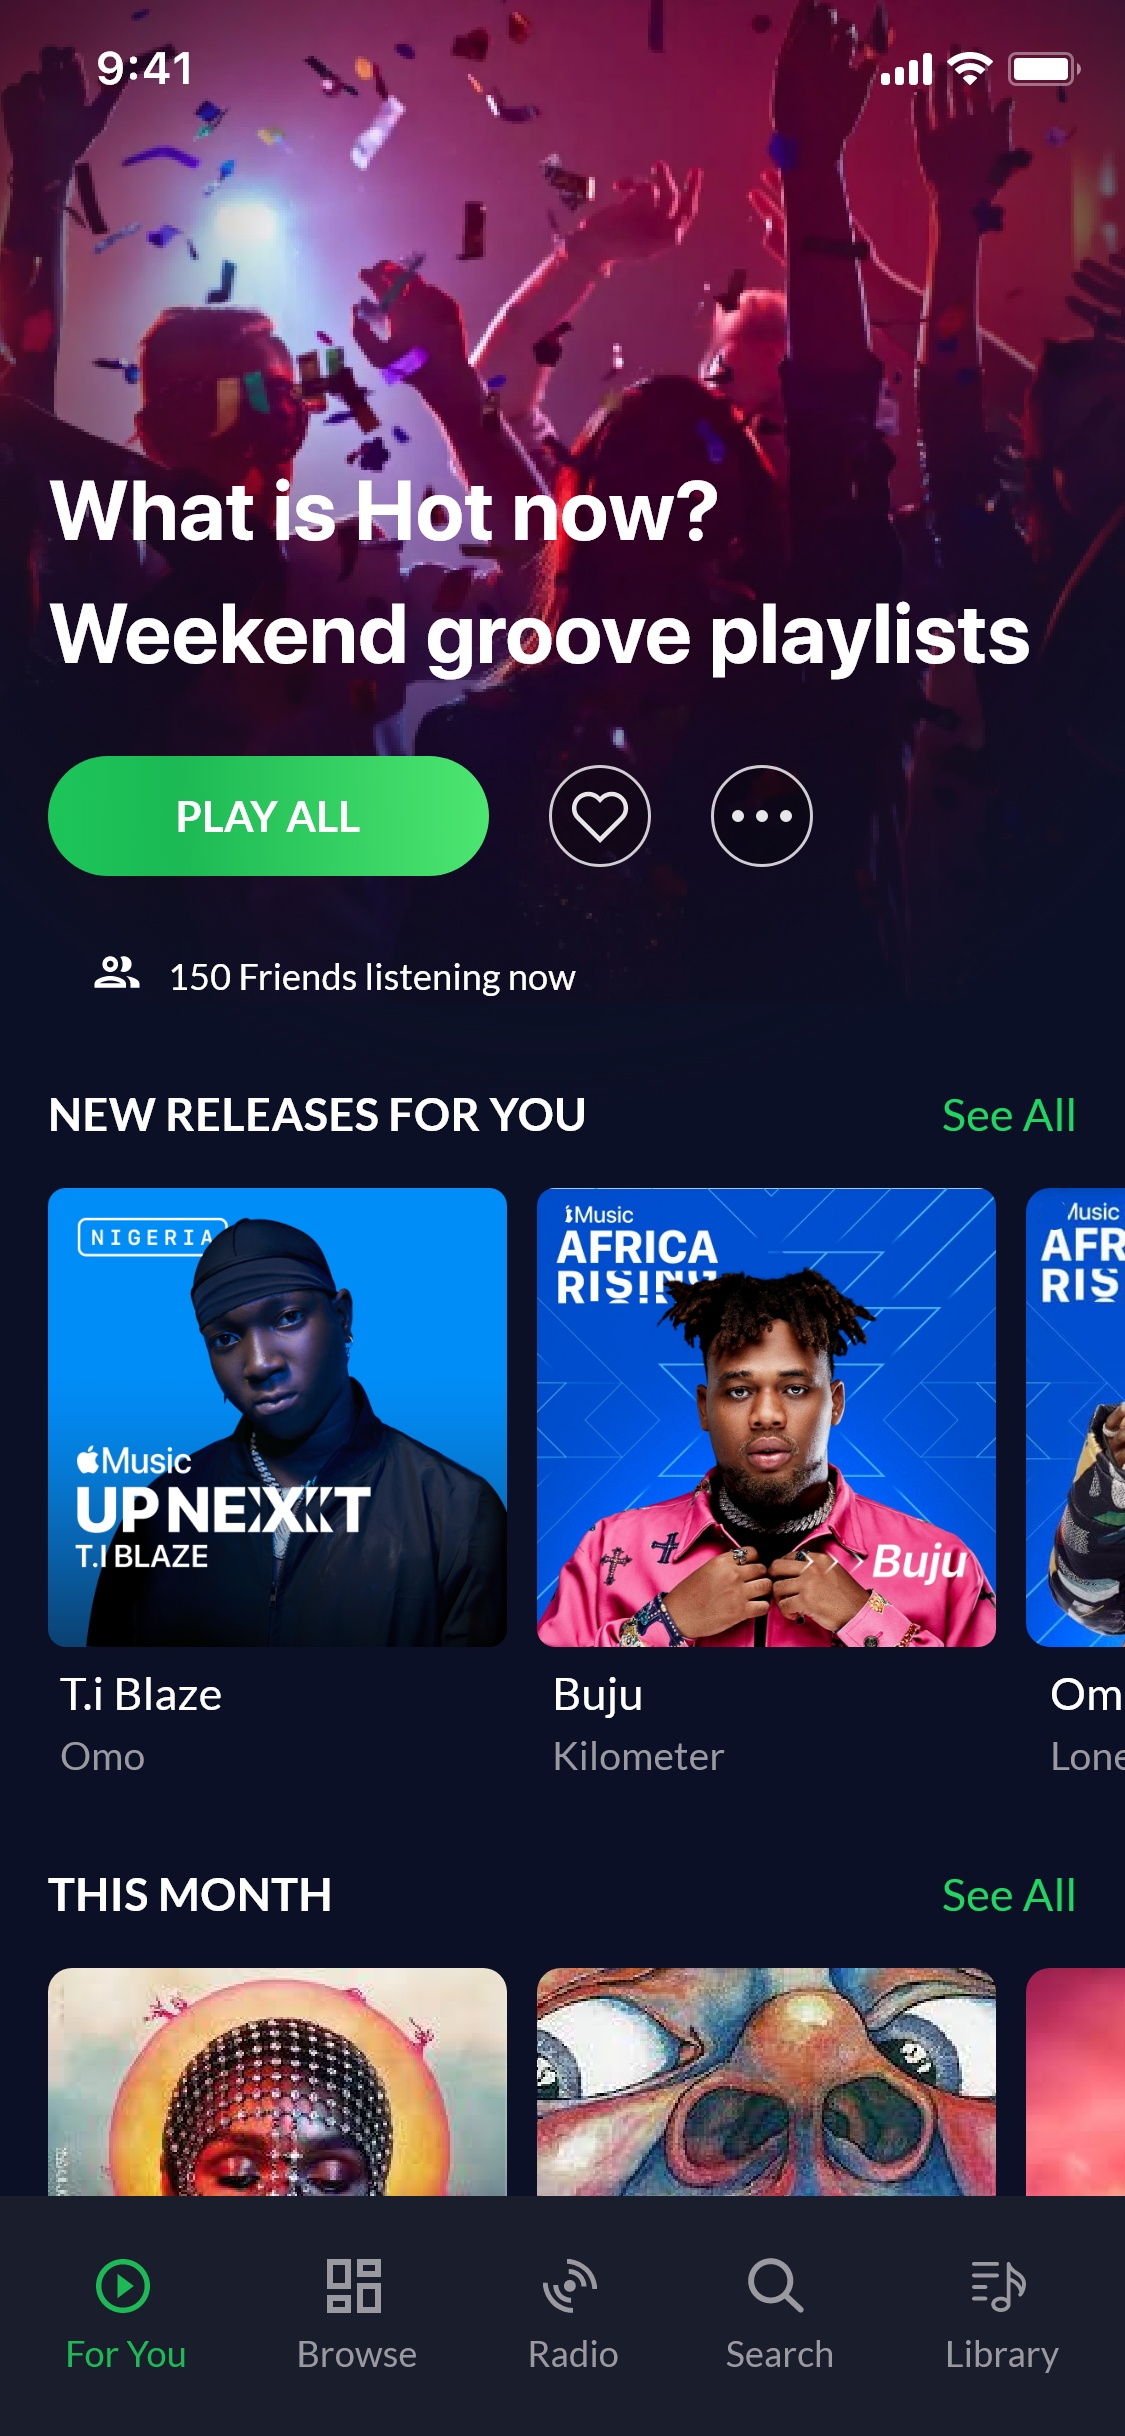 9:41
What is Hot now?
Weekend groove playlists
PLAY ALL
150 Friends listening now
NEW RELEASES FOR YOU
See All
NIGERIA
Music
UP NEXT
T.I BLAZE
Music
AFRICA
RISING
Buju
Music
AFR
RIS
T.i Blaze
Omo
Buju
Kilometer
Om
Lone
THIS MONTH
See All
For You
Browse
Radio
Search
Library